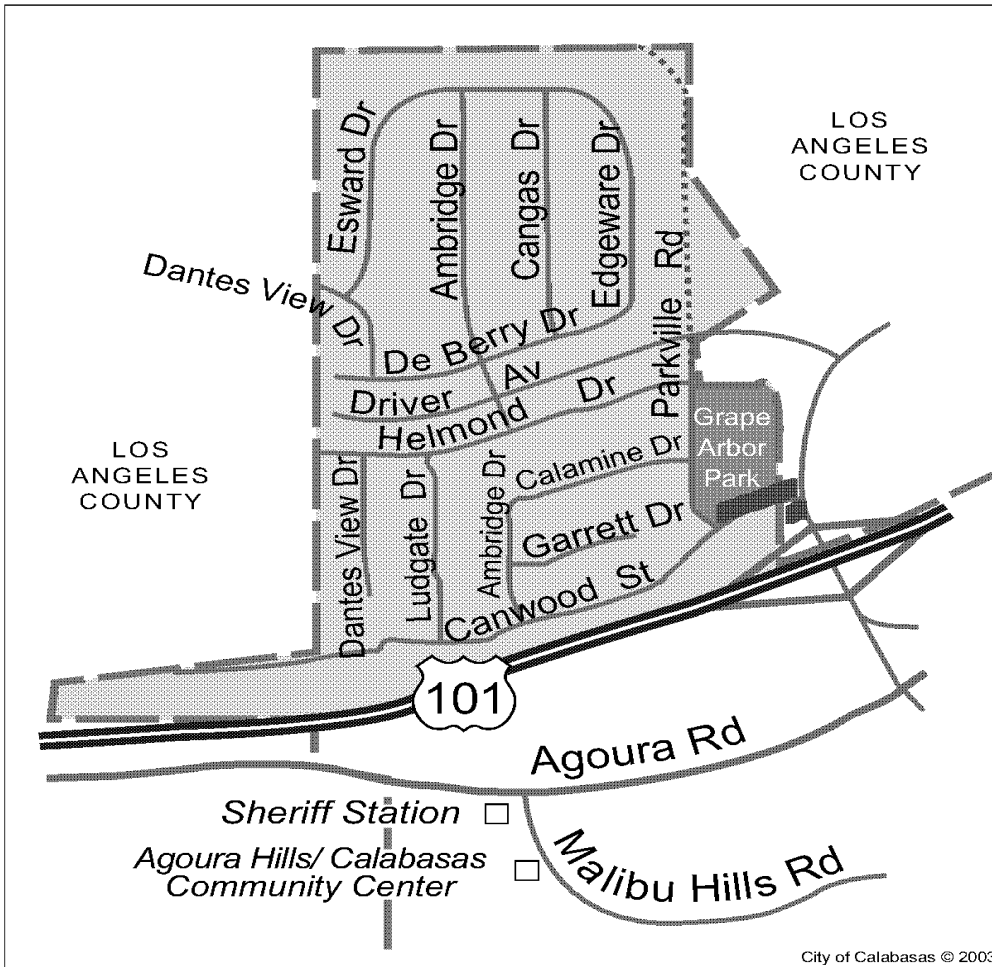 LOS
ANGELES
COUNTY
Esward Dr
Ambridge Dr
Cangas Dr
Edgeware Dr
Parkville Rd
Dantes View Dr
De Berry Dr
Driver Av
Helmond Dr
Grape
Arbor
Park
LOS
ANGELES
COUNTY
Dantes View Dr
Ludgate Dr
Ambridge Dr
Calamine Dr
Garrett Dr
Canwood St
101
Agoura Rd
Sheriff Station
Agoura Hills/ Calabasas
Community Center
Malibu Hills Rd
City of Calabasas © 2003